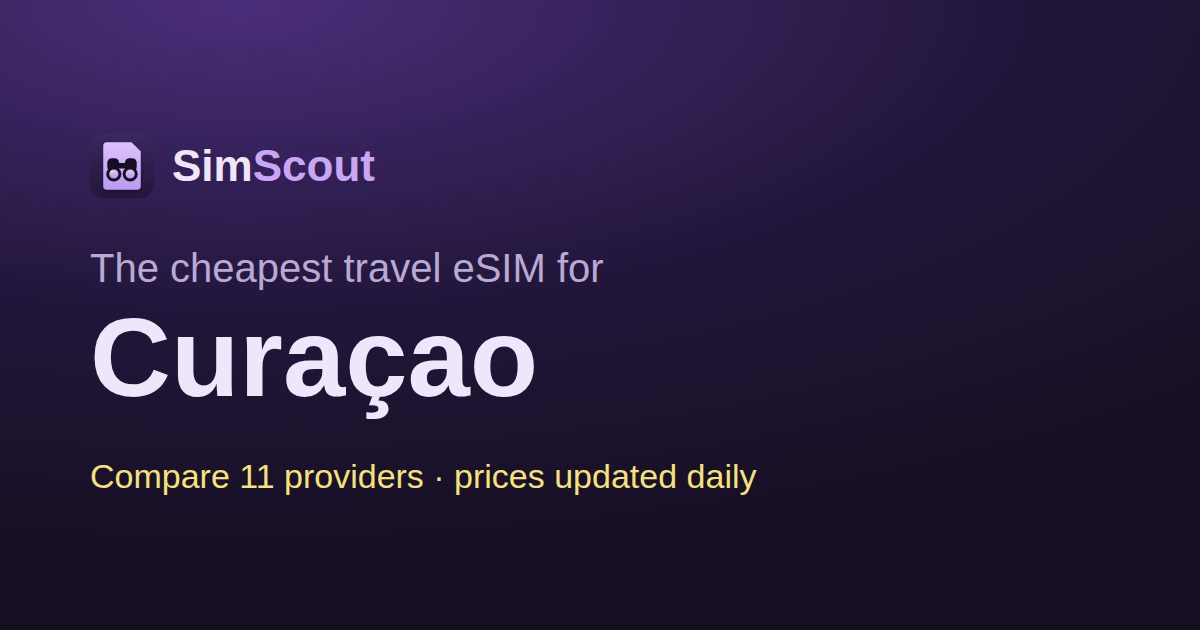 SimScout
The cheapest travel eSIM for
Curaçao
Compare 11 providers · prices updated daily